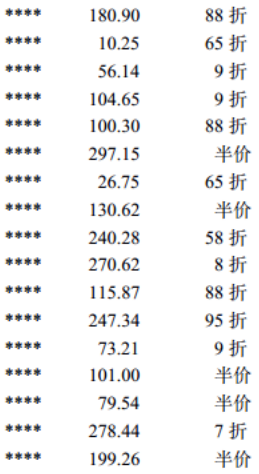 **** 180.90 88 折
**** 10.25 65 折
**** 56.14 9 折
**** 104.65 9 折
**** 100.30 88 折
**** 297.15 半价
**** 26.75 65 折
**** 130.62 半价
**** 240.28 58 折
**** 270.62 8 折
**** 115.87 88 折
**** 247.34 95 折
**** 73.21 9 折
**** 101.00 半价
**** 79.54 半价
**** 278.44 7 折
**** 199.26 半价